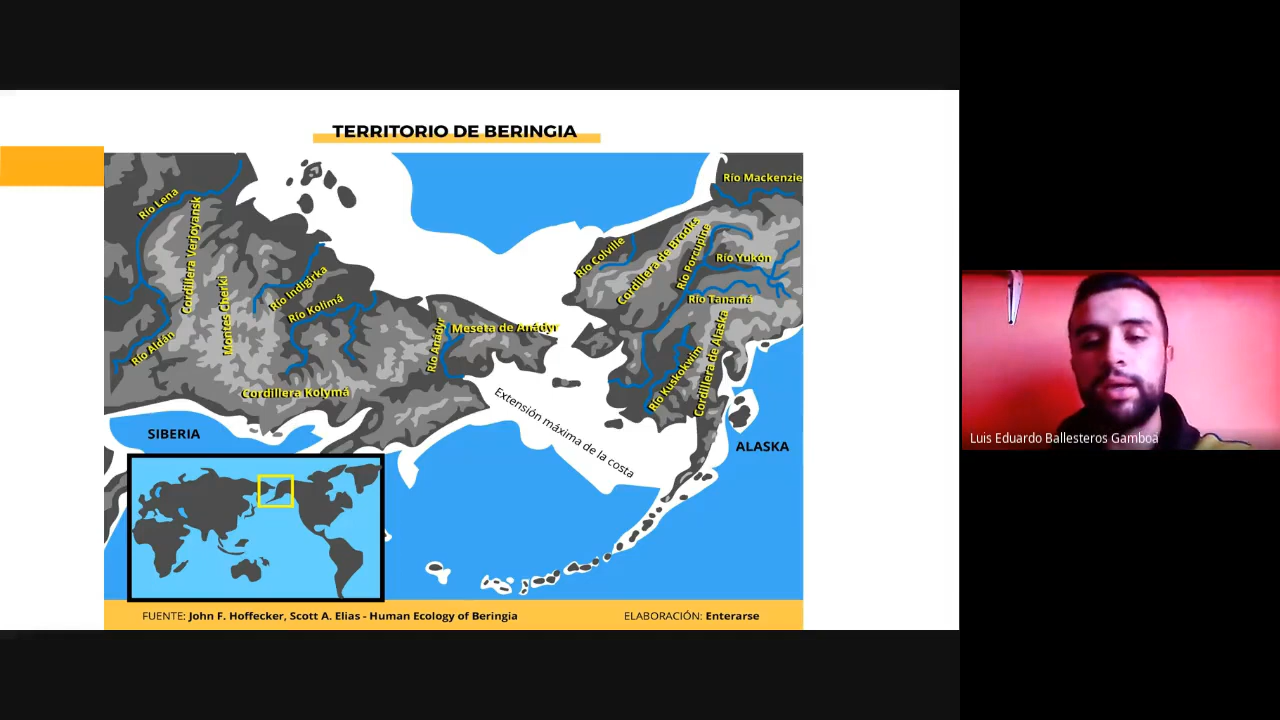 TERRITORIO DE BERINGIA
Río Lena
Cordillera Verjoyansk
Montes Cherki
Río Indigirka
Río Kolimá
Río Aldán
Cordillera Kolymá
Río Anádyr
Meseta de Anádyr
Extensión máxima de la costa
Río Colville
Cordillera de Brooks
Río Porcupine
Río Mackenzie
Río Yukón
Río Tanamá
Río Kuskokwim
Cordillera de Alaska
SIBERIA
ALASKA
FUENTE: John F. Hoffecker, Scott A. Elias - Human Ecology of Beringia
ELABORACIÓN: Enterarse
Luis Eduardo Ballesteros Gamboa